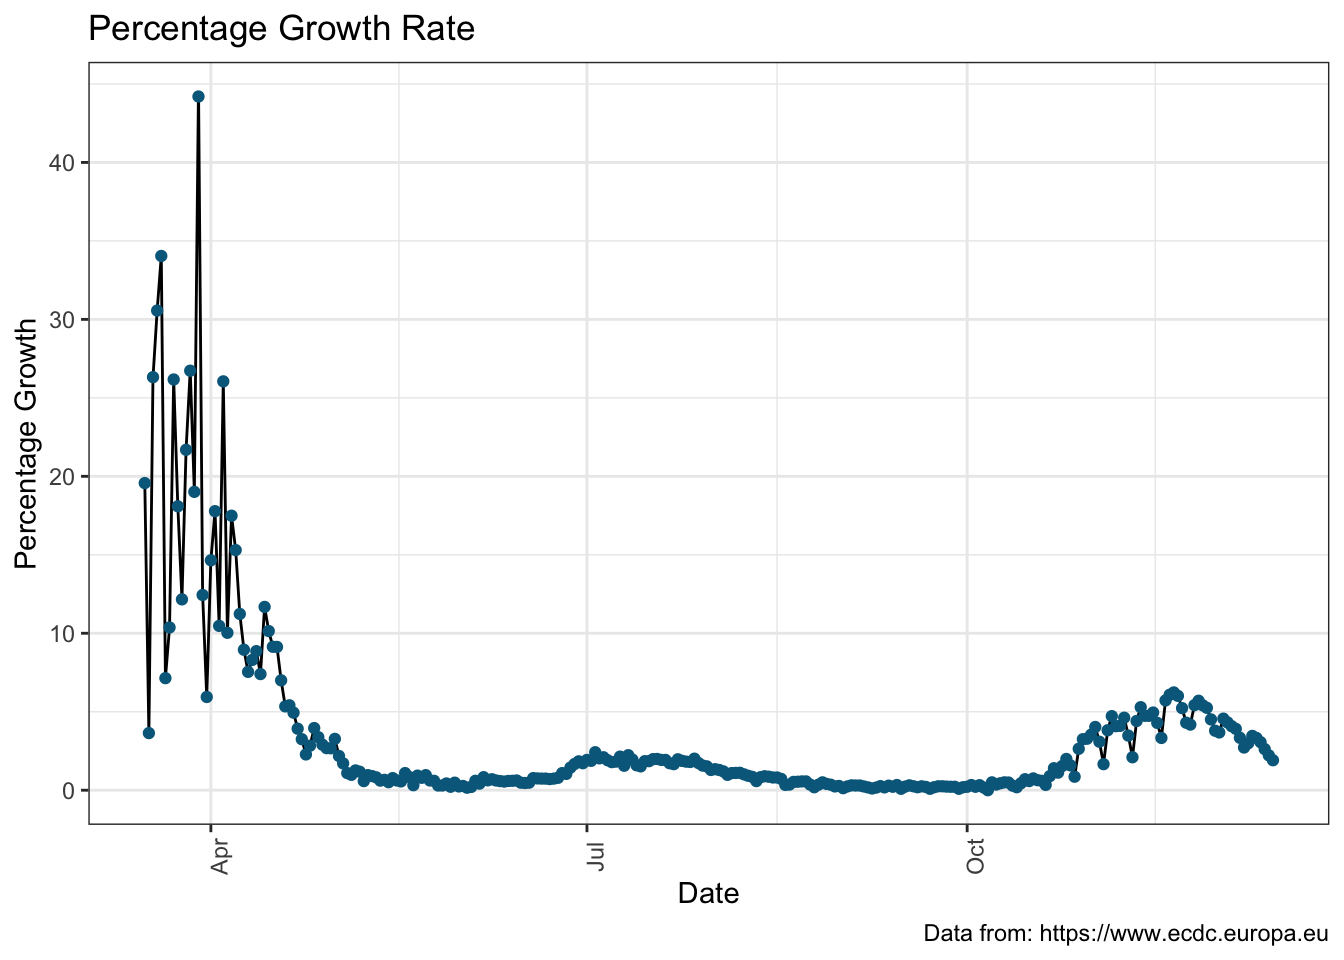 Percentage Growth Rate
Percentage Growth
40
30
20
10
0
Apr
Jul
Oct
Date
Data from: https://www.ecdc.europa.eu